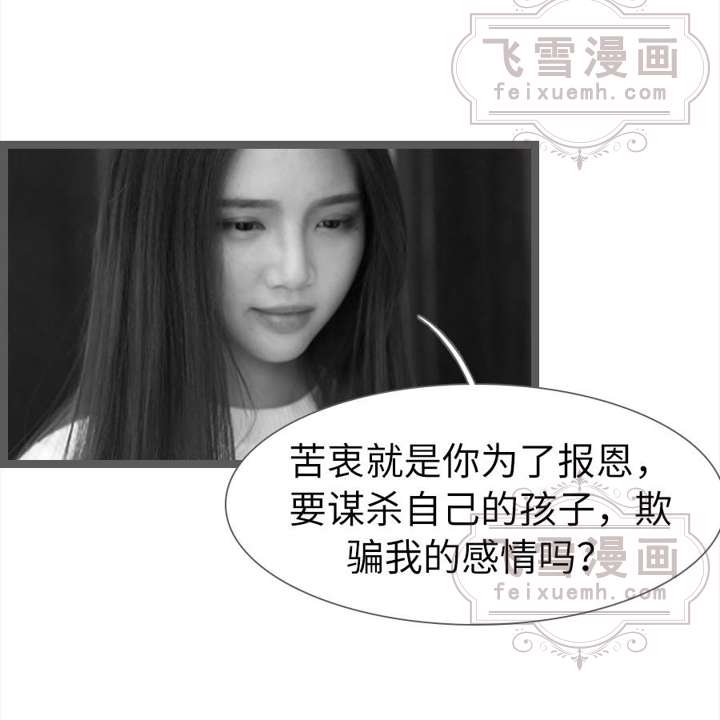 飞雪漫画
feixuemh.com
苦衷就是你为了报恩，
要谋杀自己的孩子，欺
骗我的感情吗？
飞雪漫画
feixuemh.com